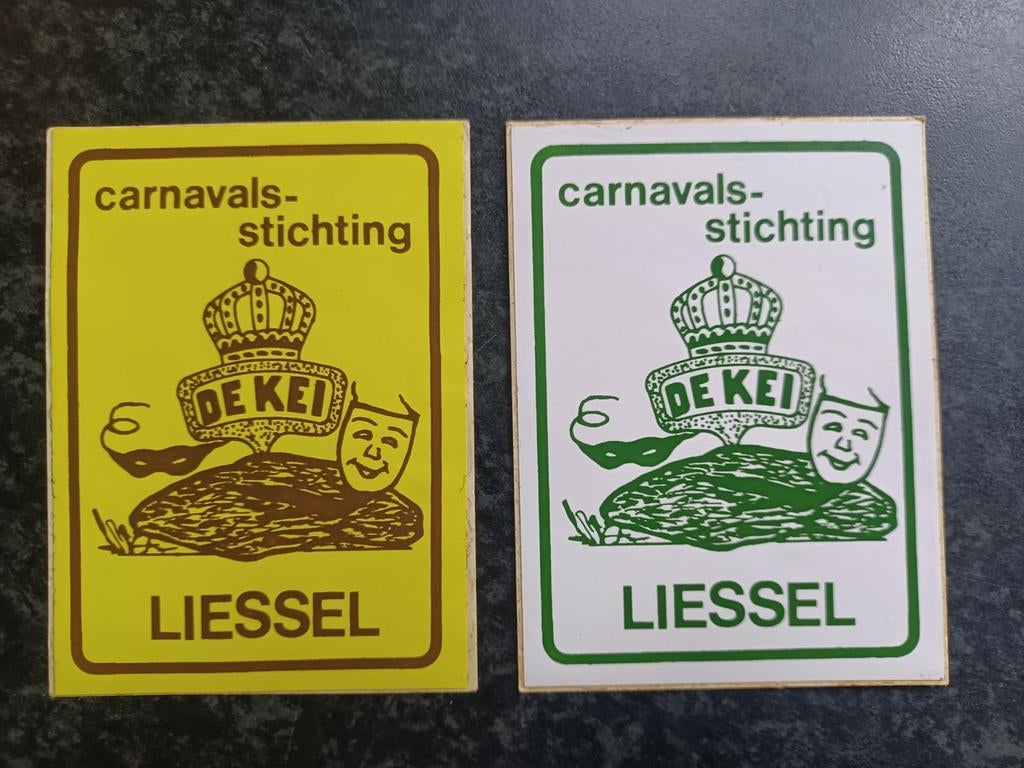 carnavals-
stichting
DE KEI
LIESSEL
carnavals-
stichting
DE KEI
LIESSEL